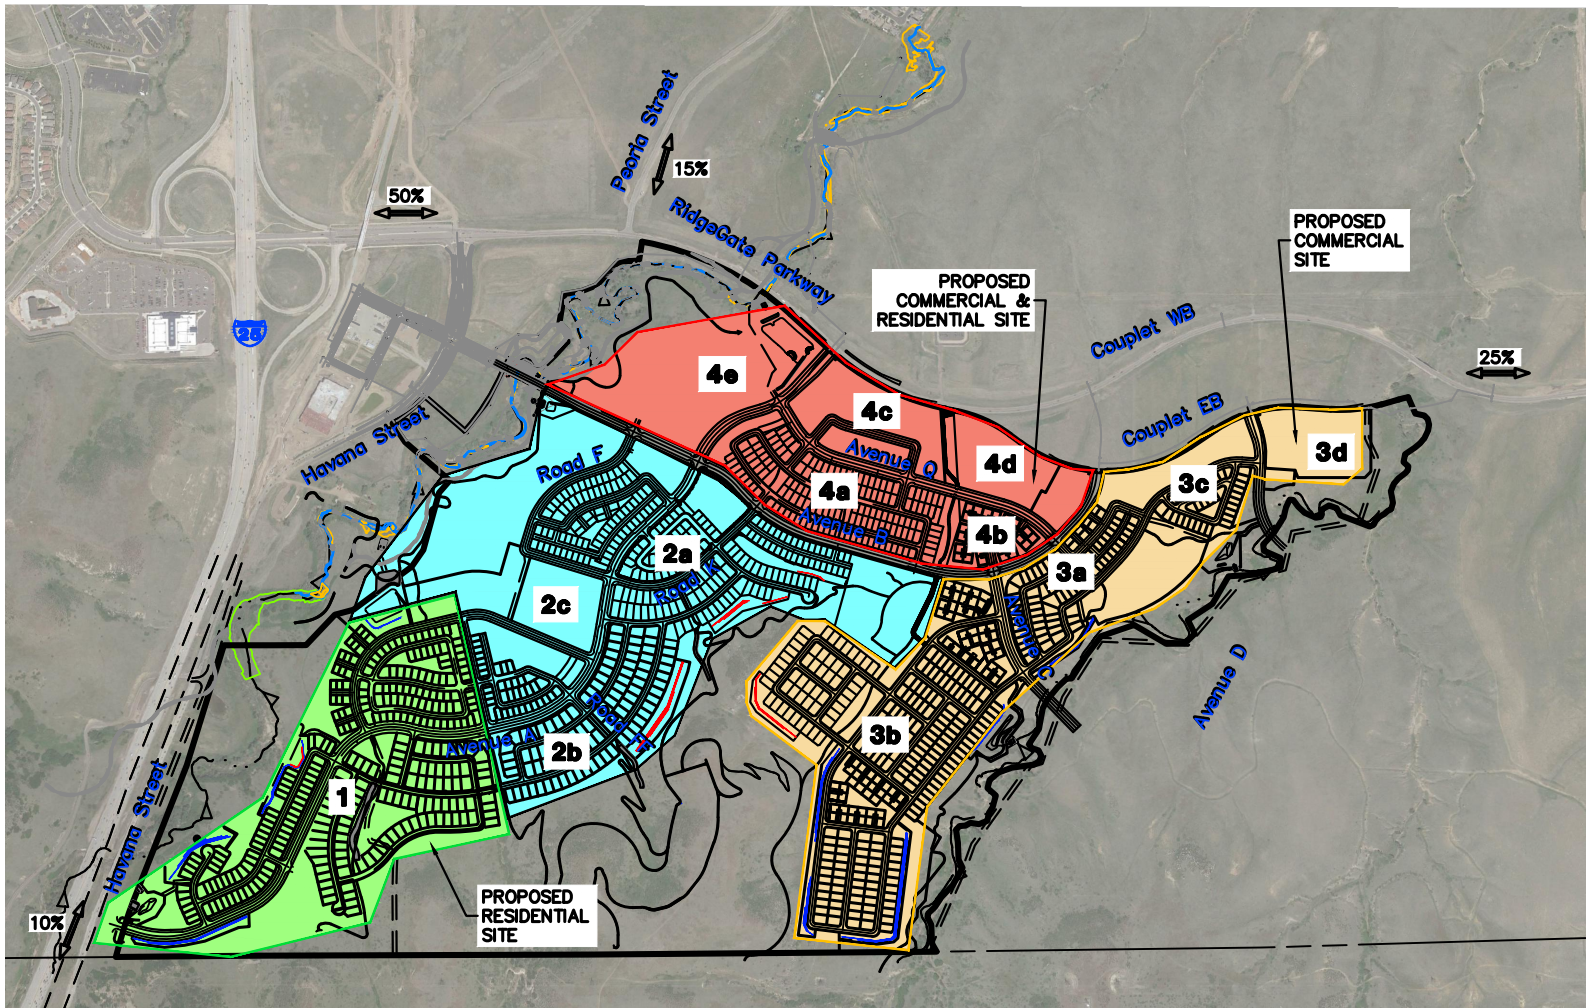 Peoria Street
15%
50%
RidgeGate Parkway
PROPOSED
COMMERCIAL
SITE
PROPOSED
COMMERCIAL &
RESIDENTIAL SITE
25
Couplet WB
25%
4e
4c
Couplet EB
Havana Street
Road F
Avenue Q
4d
3d
3c
4a
Avenue B
4b
2a
3a
Road K
2c
Avenue C
Avenue D
Road FF
Avenue A
2b
3b
1
Havana Street
PROPOSED
RESIDENTIAL
SITE
10%